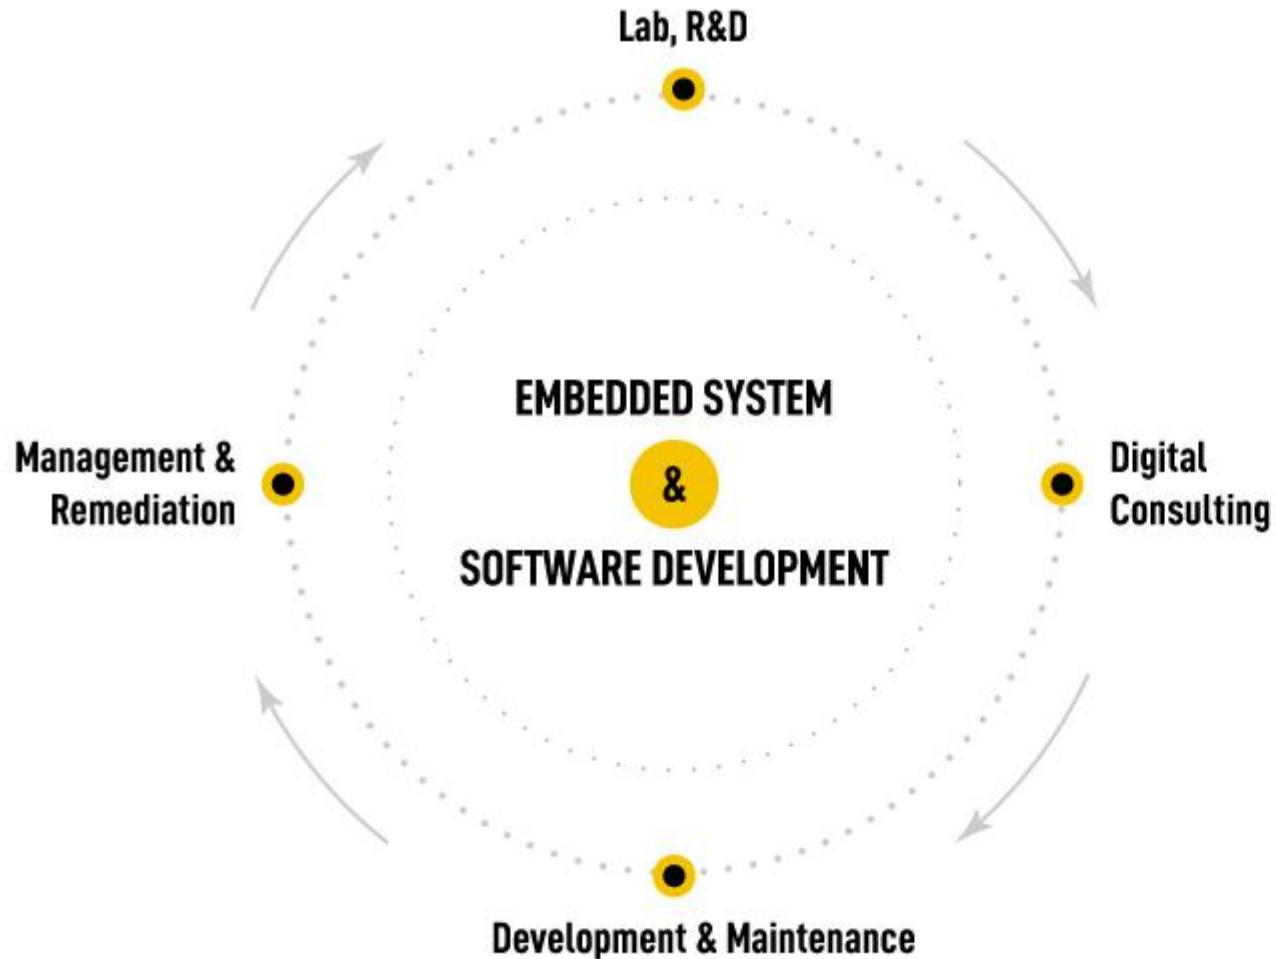 Lab, R&D
EMBEDDED SYSTEM
&
SOFTWARE DEVELOPMENT
Management &
Remediation
Digital
Consulting
Development & Maintenance